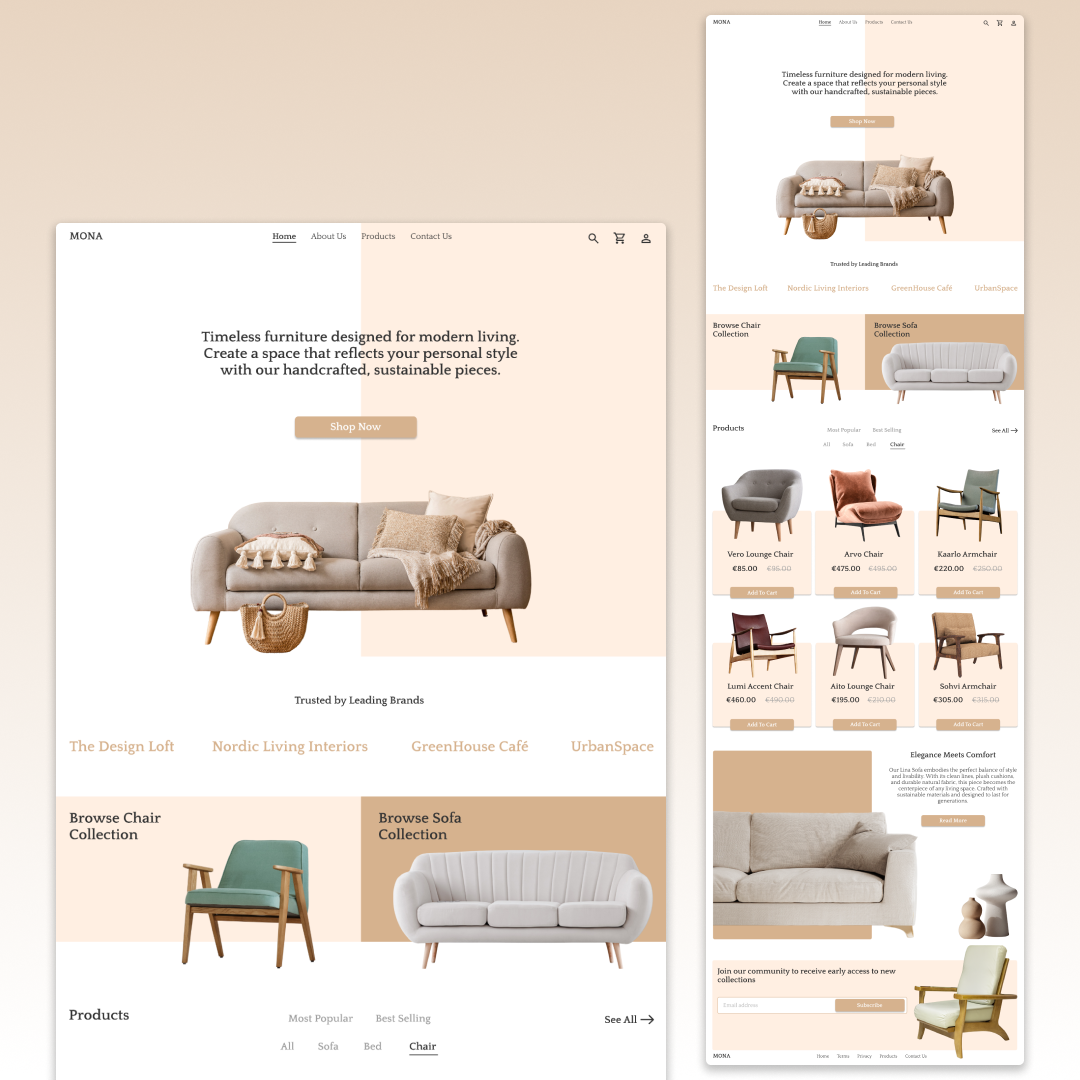 MONA
Home About Us Products Contact Us
Timeless furniture designed for modern living.
Create a space that reflects your personal style
with our handcrafted, sustainable pieces.
Shop Now
Trusted by Leading Brands
The Design Loft Nordic Living Interiors GreenHouse Café UrbanSpace
Browse Chair
Collection
Browse Sofa
Collection
Products
Most Popular Best Selling
See All
All Sofa Bed Chair
MONA
Home About Us Products Contact Us
Timeless furniture designed for modern living.
Create a space that reflects your personal style
with our handcrafted, sustainable pieces.
Shop Now
Trusted by Leading Brands
The Design Loft Nordic Living Interiors GreenHouse Café UrbanSpace
Browse Chair
Collection
Browse Sofa
Collection
Products
Most Popular Best Selling
See All
All Sofa Bed Chair
Vero Lounge Chair
€85.00 €95.00
Add To Cart
Arvo Chair
€475.00 €495.00
Add To Cart
Kaarlo Armchair
€220.00 €250.00
Add To Cart
Lumi Accent Chair
€460.00 €490.00
Add To Cart
Aito Lounge Chair
€195.00 €210.00
Add To Cart
Sohvi Armchair
€305.00 €315.00
Add To Cart
Elegance Meets Comfort
Our Lina Sofa embodies the perfect balance of style
and livability. With its clean lines, plush cushions,
and durable natural fabric, this piece becomes the
centerpiece of any living space. Crafted with
sustainable materials and designed to last for
generations.
Read More
Join our community to receive early access to new
collections
Email address
Subscribe
MONA
Home Terms Privacy Products Contact Us